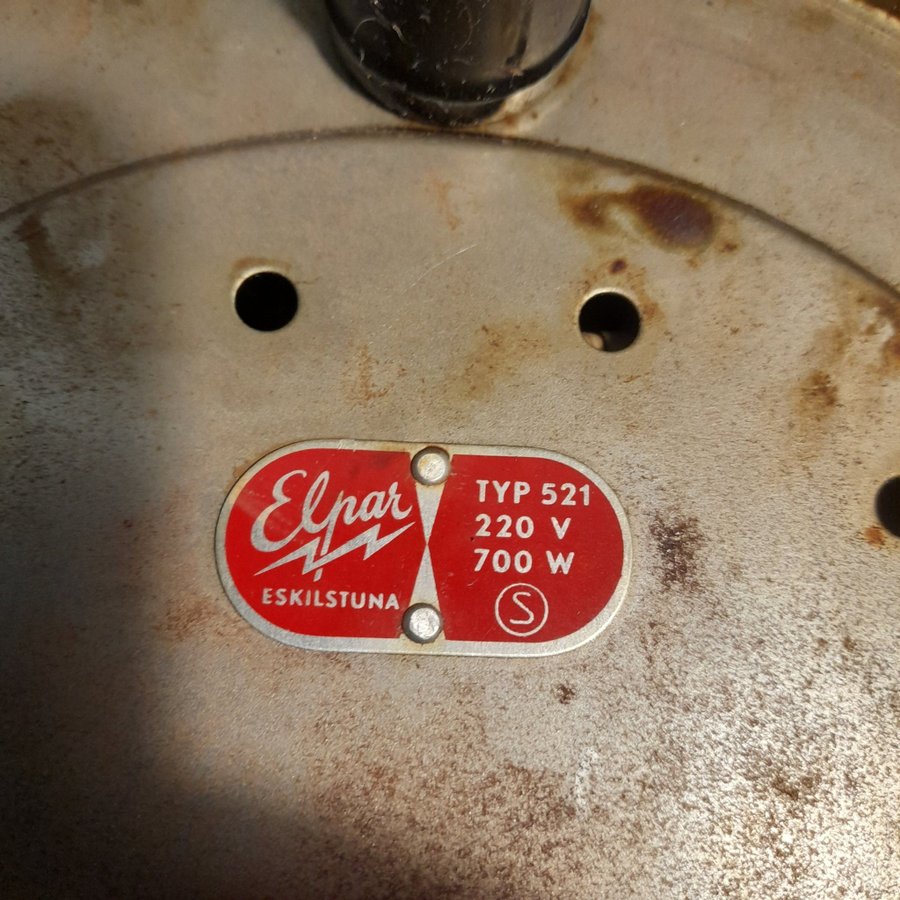 Elpar
ESKILSTUNA
TYP 521
220 V
700 W
S